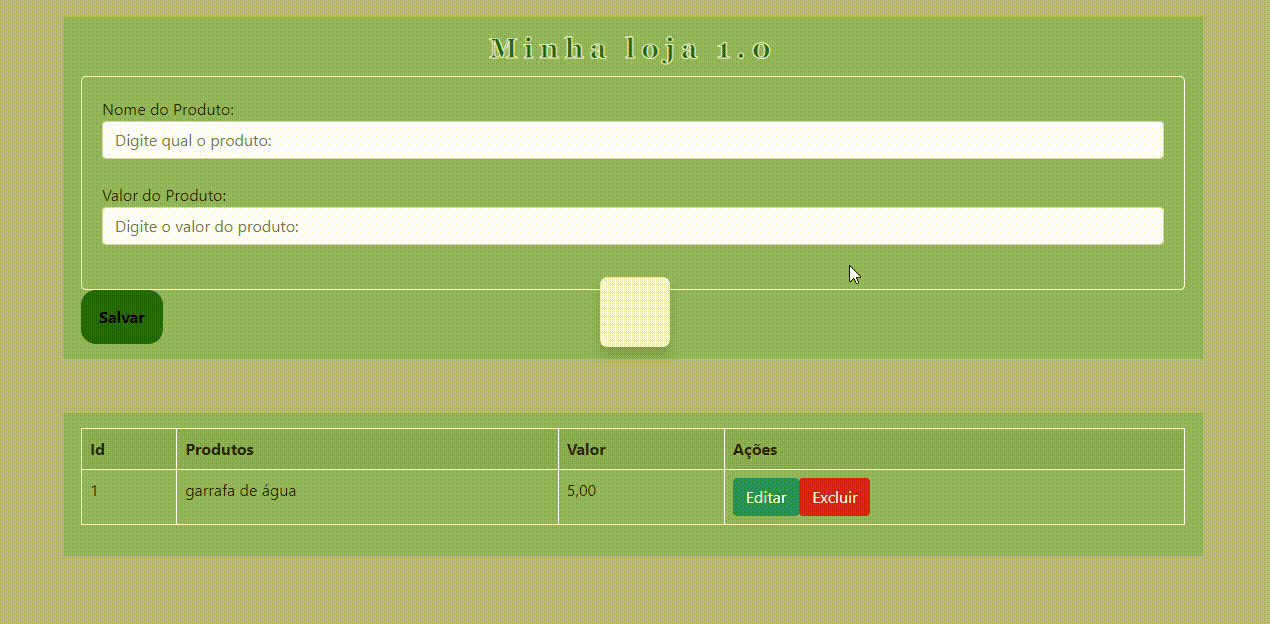 Minha loja 1.0
Nome do Produto:
Digite qual o produto:
Valor do Produto:
Digite o valor do produto:
Salvar
Id Produtos Valor Ações
1 garrafa de água 5,00 Editar Excluir